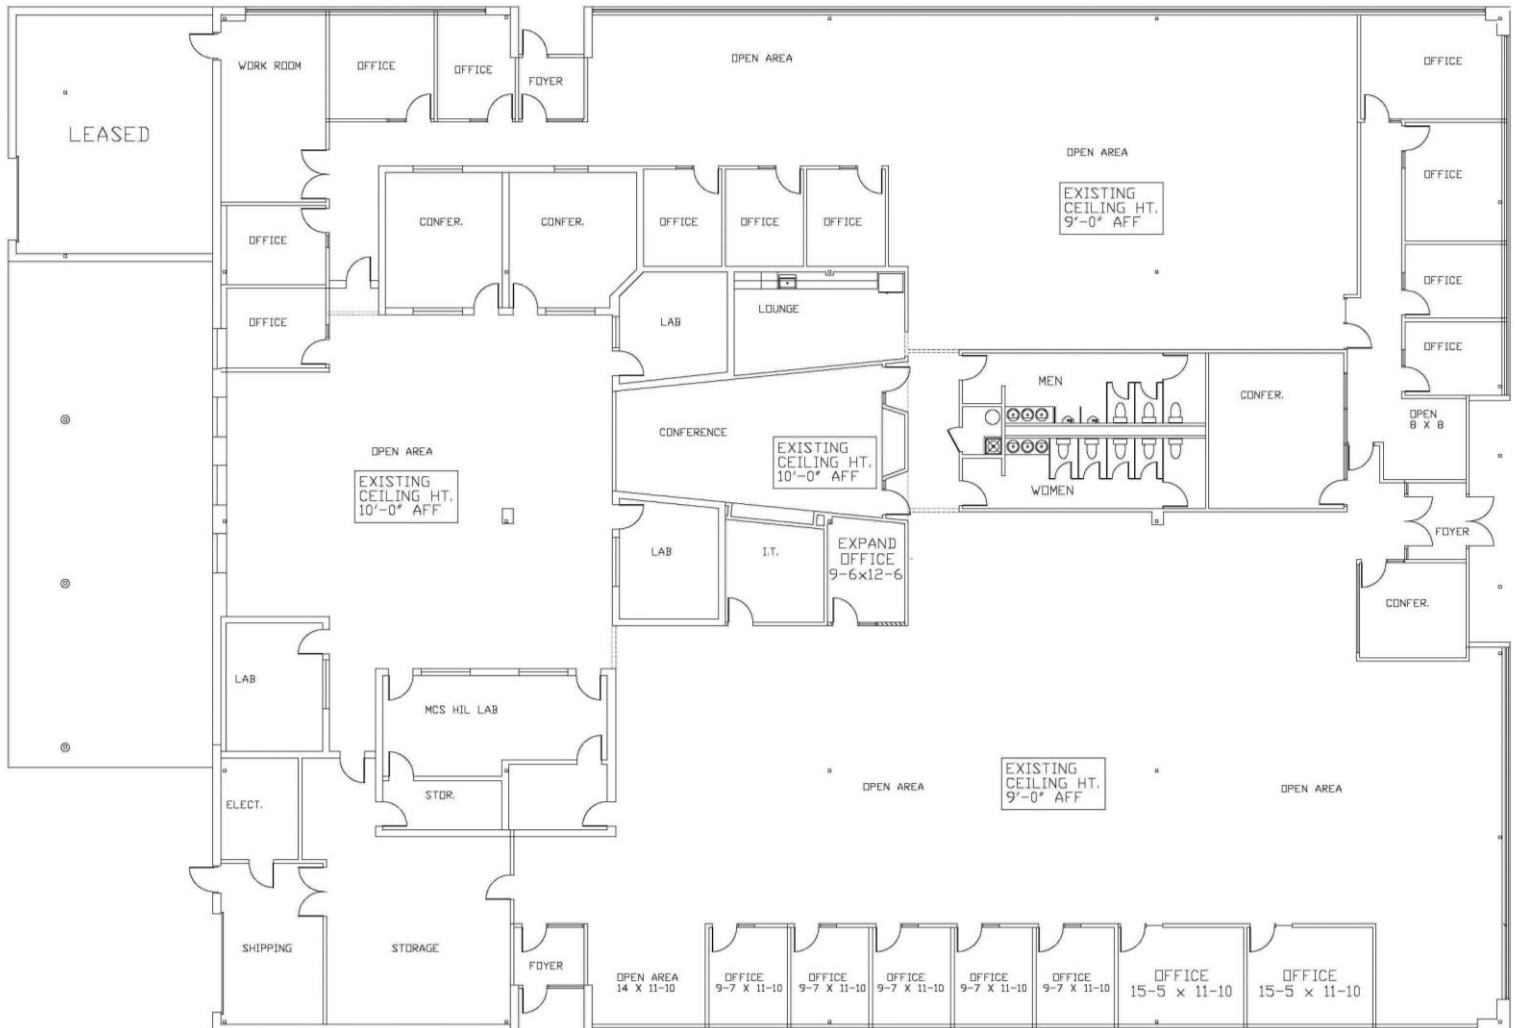 OPEN AREA
WORK ROOM
OFFICE
OFFICE
FOYER
OFFICE
LEASED
OPEN AREA
OFFICE
EXISTING
CEILING HT.
9'-0" AFF
CONFER.
CONFER.
OFFICE
OFFICE
OFFICE
OFFICE
OFFICE
LOUNGE
OFFICE
LAB
OFFICE
MEN
CONFER.
OPEN
8 X 8
CONFERENCE
EXISTING
CEILING HT.
10'-0" AFF
OPEN AREA
EXISTING
CEILING HT.
10'-0" AFF
WOMEN
FOYER
LAB
I.T.
EXPAND
OFFICE
9-6x12-6
CONFER.
LAB
MCS HIL LAB
EXISTING
CEILING HT.
9'-0" AFF
OPEN AREA
OPEN AREA
STOR.
ELECT.
SHIPPING
STORAGE
FOYER
OPEN AREA
14 X 11-10
OFFICE
9-7 X 11-10
OFFICE
9-7 X 11-10
OFFICE
9-7 X 11-10
OFFICE
9-7 X 11-10
OFFICE
9-7 X 11-10
OFFICE
15-5 x 11-10
OFFICE
15-5 x 11-10